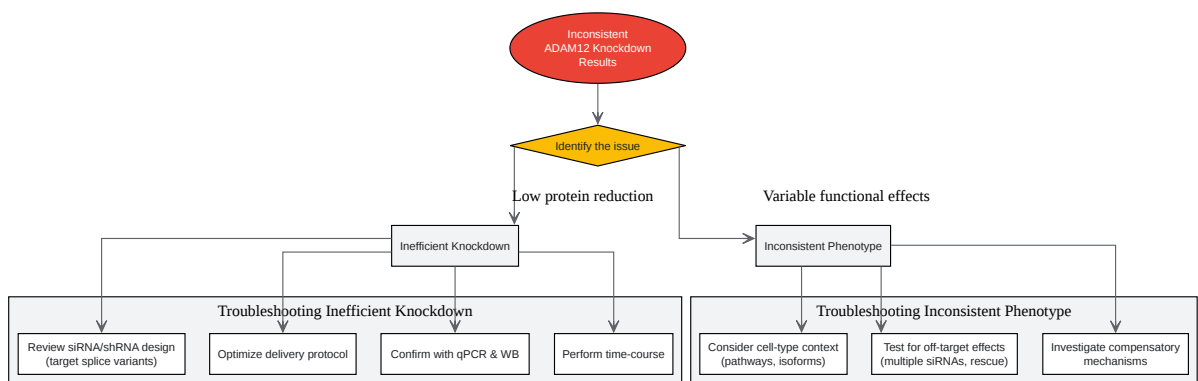 Inconsistent
ADAM12 Knockdown
Results
Identify the issue
Low protein reduction
Variable functional effects
Inefficient Knockdown
Inconsistent Phenotype
Troubleshooting Inefficient Knockdown
Troubleshooting Inconsistent Phenotype
Review siRNA/shRNA design
(target splice variants)
Optimize delivery protocol
Confirm with qPCR & WB
Perform time-course
Consider cell-type context
(pathways, isoforms)
Test for off-target effects
(multiple siRNAs, rescue)
Investigate compensatory
mechanisms